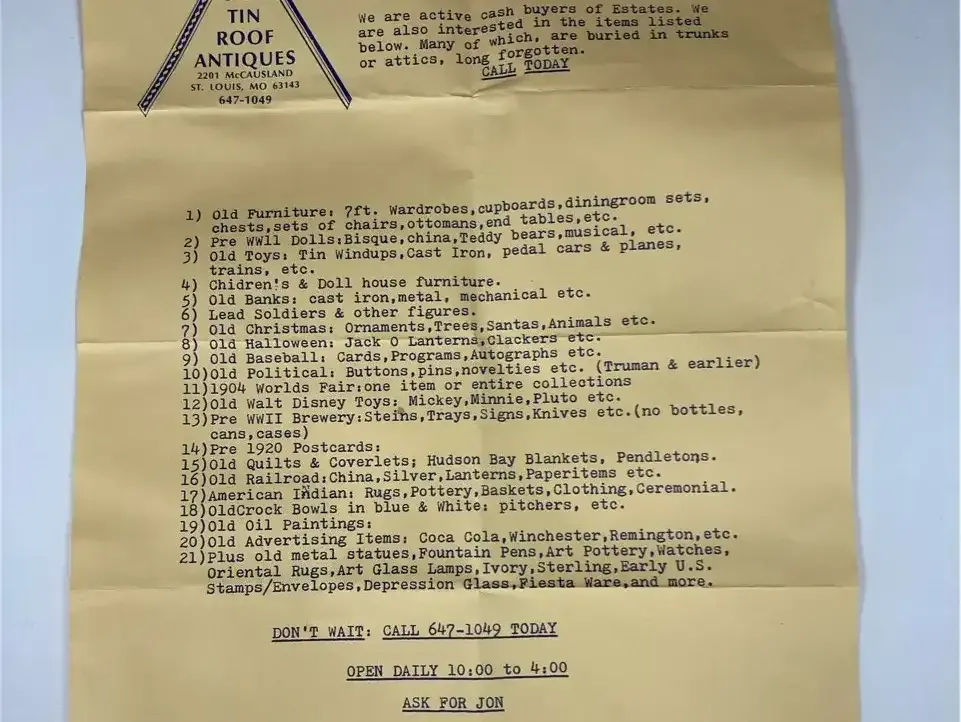 TIN
ROOF
ANTIQUES
2201 McCAUSLAND
ST. LOUIS, MO 63143
647-1049
We are active cash buyers of Estates. We
are also interested in the items listed
below. Many of which, are buried in trunks
or attics, long forgotten.
CALL TODAY
1) Old Furniture: 7ft. Wardrobes,cupboards,diningroom sets,
chests,sets of chairs,ottomans,end tables,etc.
2) Pre WWll Dolls:Bisque,china,Teddy bears,musical, etc.
3) Old Toys: Tin Windups,Cast Iron, pedal cars & planes,
trains, etc.
4) Chidren's & Doll house furniture.
5) Old Banks: cast iron,metal, mechanical etc.
6) Lead Soldiers & other figures.
7) Old Christmas: Ornaments,Trees,Santas,Animals etc.
8) Old Halloween: Jack O Lanterns,Clackers etc.
9) Old Baseball: Cards,Programs,Autographs etc.
10)Old Political: Buttons,pins,novelties etc. (Truman & earlier)
11)1904 Worlds Fair:one item or entire collections
12)Old Walt Disney Toys: Mickey,Minnie,Pluto etc.
13)Pre WWII Brewery:Steins,Trays,Signs,Knives etc.(no bottles,
cans,cases)
14)Pre 1920 Postcards:
15)Old Quilts & Coverlets; Hudson Bay Blankets, Pendletons.
16)Old Railroad:China,Silver,Lanterns,Paperitems etc.
17)American Indian: Rugs,Pottery,Baskets,Clothing,Ceremonial.
18)OldCrock Bowls in blue & White: pitchers, etc.
19)Old Oil Paintings:
20)Old Advertising Items: Coca Cola,Winchester,Remington,etc.
21)Plus old metal statues,Fountain Pens,Art Pottery,Watches,
Oriental Rugs,Art Glass Lamps,Ivory,Sterling,Early U.S.
Stamps/Envelopes,Depression Glass,Fiesta Ware,and more.
DON'T WAIT: CALL 647-1049 TODAY
OPEN DAILY 10:00 to 4:00
ASK FOR JON